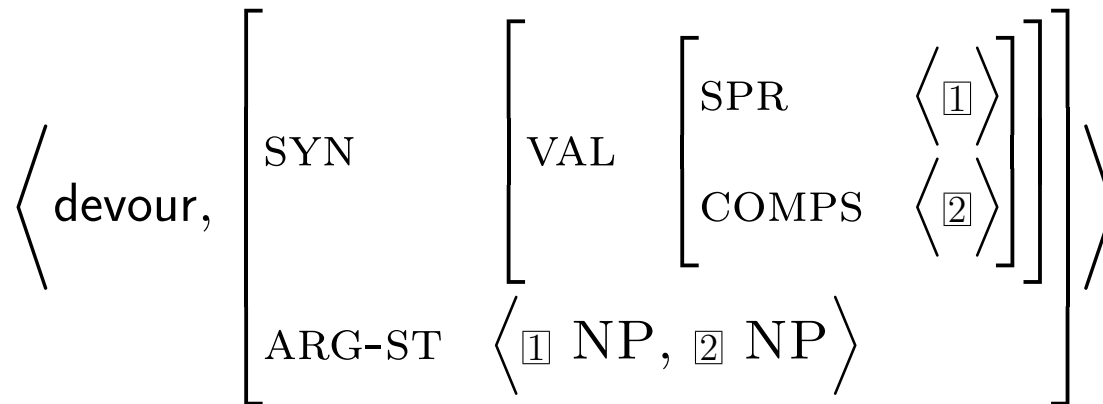 SPR ⟨ 1 ⟩
SYN VAL
⟨ devour, COMPS ⟨ 2 ⟩ ⟩
ARG-ST ⟨ 1 NP, 2 NP ⟩